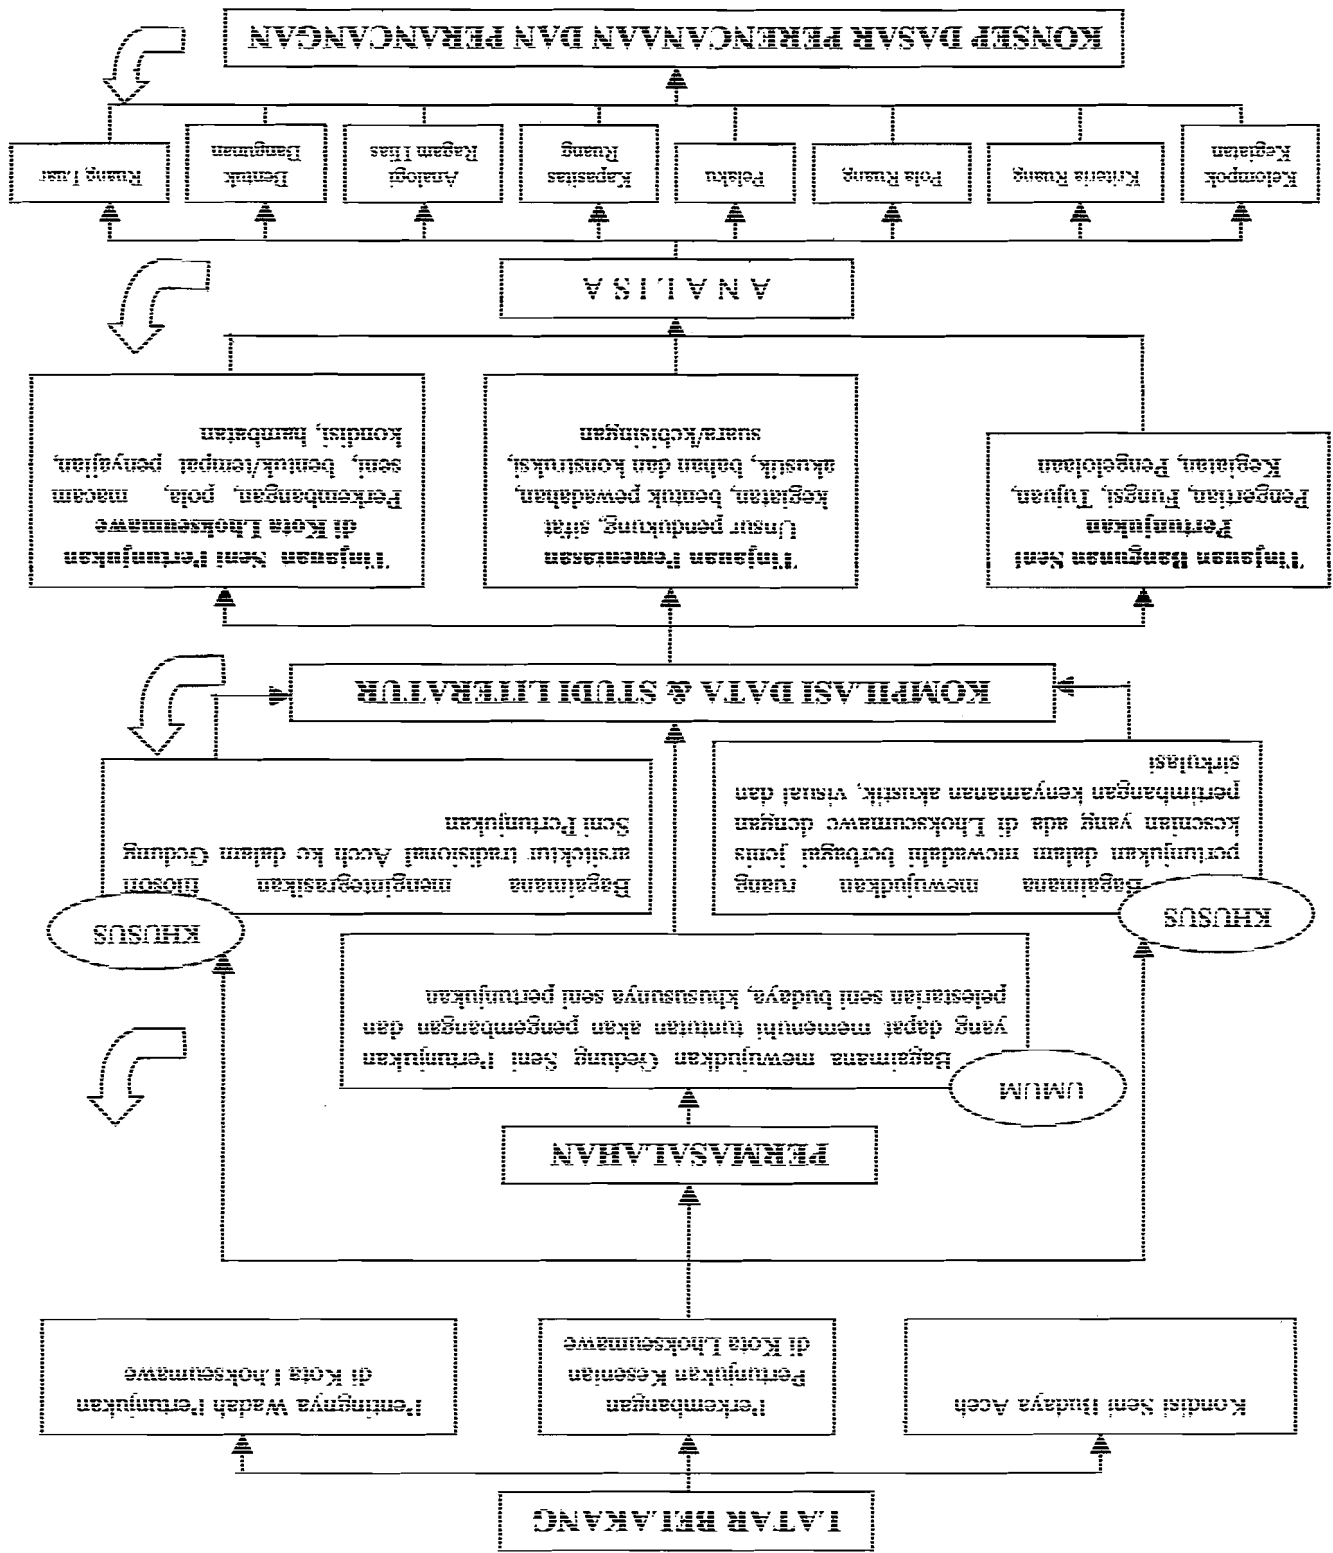 LATAR BELAKANG
Kondisi Seni Budaya Aceh
Perkembangan
Pertunjukan Kesenian
di Kota Lhokseumawe
Pentingnya Wadah Pertunjukan
di Kota Lhokseumawe
PERMASALAHAN
UMUM
Bagaimana mewujudkan Gedung Seni Pertunjukan
yang dapat memenuhi tuntutan akan pengembangan dan
pelestarian seni budaya, khususunya seni pertunjukan
KHUSUS
Bagaimana mewujudkan ruang
pertunjukan dalam mewadahi berbagai jenis
kesenian yang ada di Lhokseumawe dengan
pertimbangan kenyamanan akustik, visual dan
sirkulasi
KHUSUS
Bagaimana mengintegrasikan filosofi
arsitektur tradisional Aceh ke dalam Gedung
Seni Pertunjukan
KOMPILASI DATA & STUDI LITERATUR
Tinjauan Bangunan Seni
Pertunjukan
Pengertian, Fungsi, Tujuan,
Kegiatan, Pengelolaan
Tinjauan Pementasan
Unsur pendukung, sifat
kegiatan, bentuk pewadahan,
akustik, bahan dan konstruksi,
suara/kebisingan
Tinjauan Seni Pertunjukan
di Kota Lhokseumawe
Perkembangan, pola, macam
seni, bentuk/tempat penyajian,
kondisi, hambatan
A N A L I S A
Kelompok
Kegiatan
Kriteria Ruang
Pola Ruang
Pelaku
Kapasitas
Ruang
Analogi
Ragam Hias
Bentuk
Bangunan
Ruang Luar
KONSEP DASAR PERENCANAAN DAN PERANCANGAN